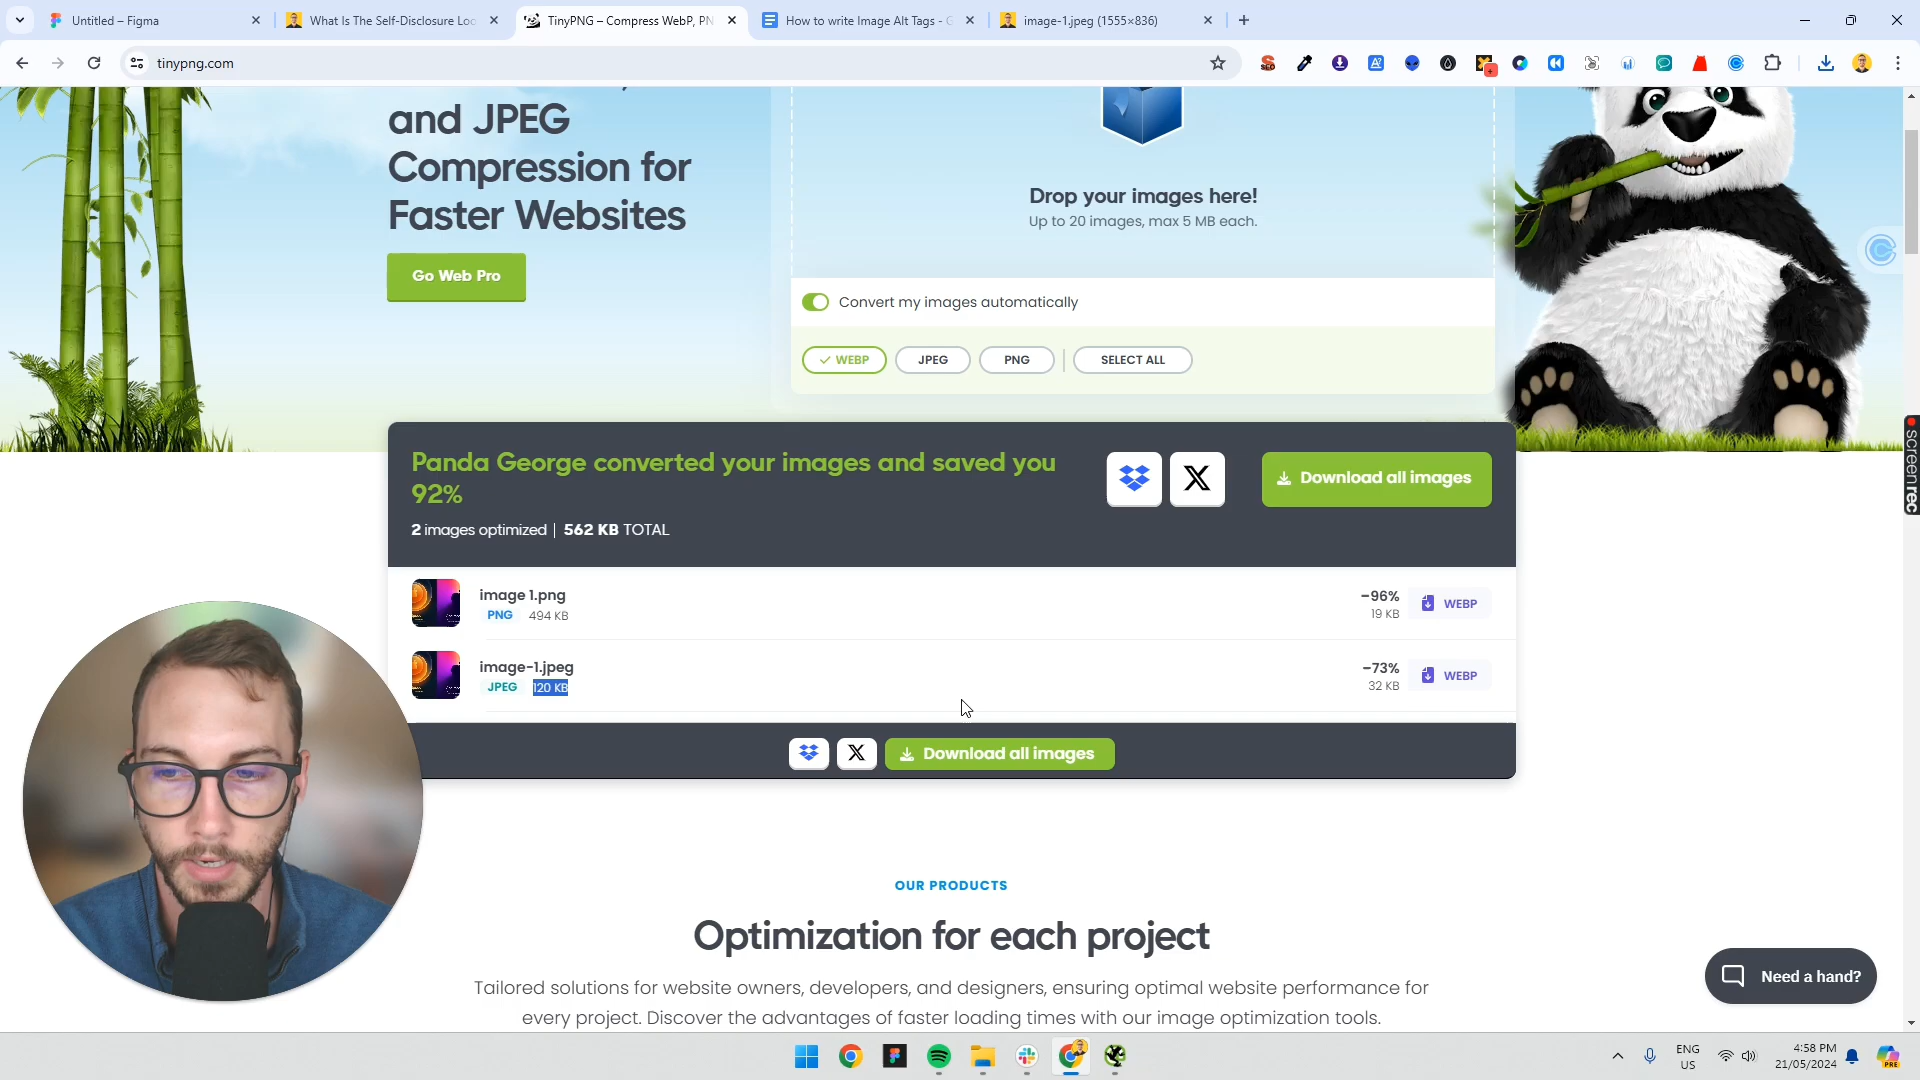 Untitled – Figma
What Is The Self-Disclosure Loo
TinyPNG – Compress WebP, PN
How to write Image Alt Tags - G
image-1.jpeg (1555×836)
tinypng.com
and JPEG
Compression for
Faster Websites
Go Web Pro
Drop your images here!
Up to 20 images, max 5 MB each.
Convert my images automatically
WEBP
JPEG
PNG
SELECT ALL
Panda George converted your images and saved you
92%
2 images optimized | 562 KB TOTAL
Download all images
image 1.png
PNG 494 KB
-96%
19 KB
WEBP
image-1.jpeg
JPEG 120 KB
-73%
32 KB
WEBP
Download all images
OUR PRODUCTS
Optimization for each project
Tailored solutions for website owners, developers, and designers, ensuring optimal website performance for
every project. Discover the advantages of faster loading times with our image optimization tools.
Need a hand?
screenrec
ENG
US
4:58 PM
21/05/2024
PRE